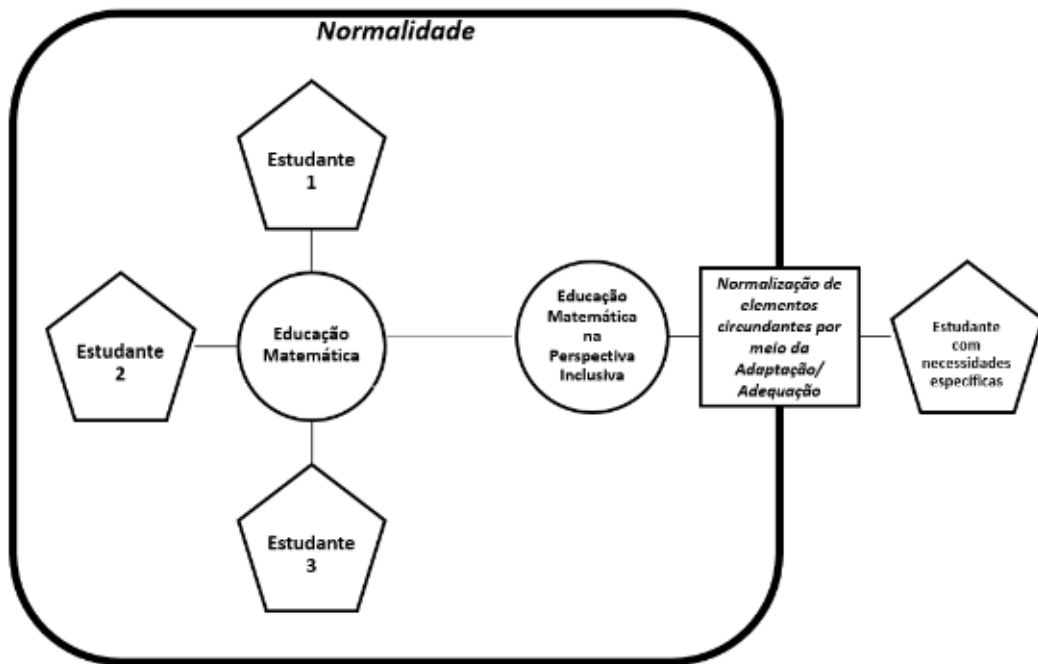 Normalidade
Estudante
1
Estudante
2
Educação
Matemática
Estudante
3
Educação
Matemática
na
Perspectiva
Inclusiva
Normalização de
elementos
circundantes por
meio da
Adaptação/
Adequação
Estudante
com
necessidades
específicas